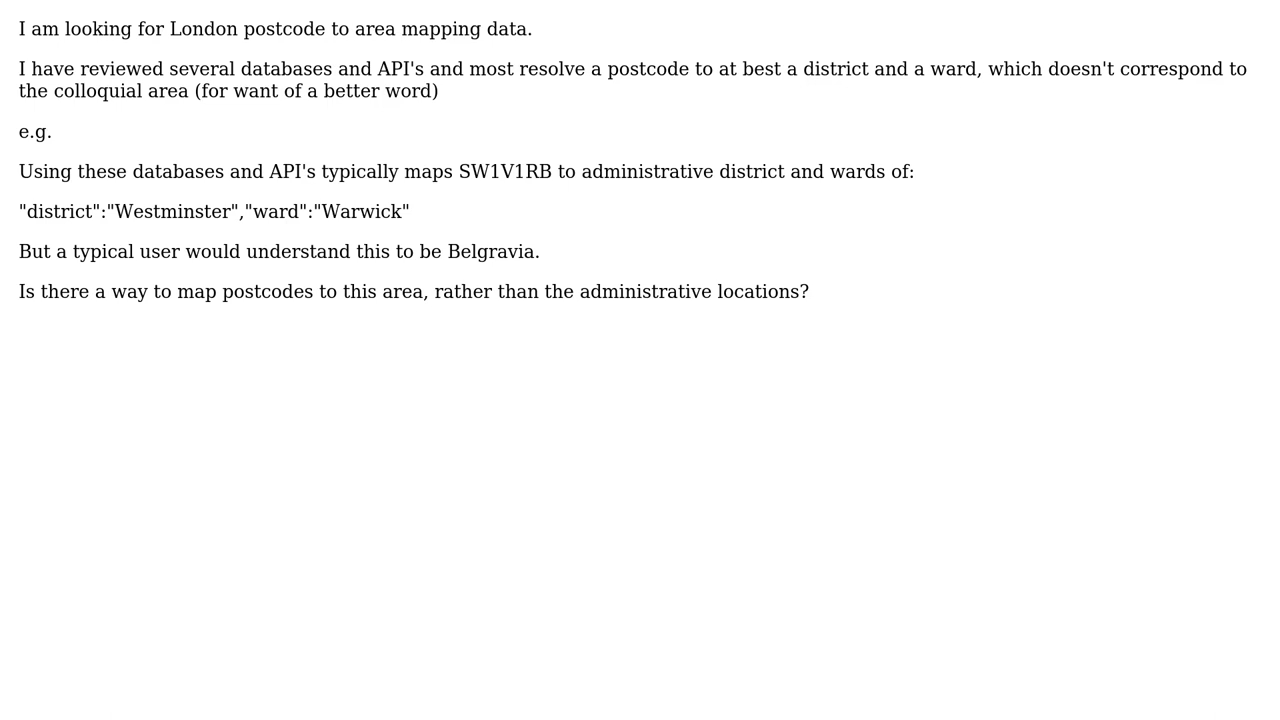 I am looking for London postcode to area mapping data.
I have reviewed several databases and API's and most resolve a postcode to at best a district and a ward, which doesn't correspond to
the colloquial area (for want of a better word)
e.g.
Using these databases and API's typically maps SW1V1RB to administrative district and wards of:
"district":"Westminster","ward":"Warwick"
But a typical user would understand this to be Belgravia.
Is there a way to map postcodes to this area, rather than the administrative locations?